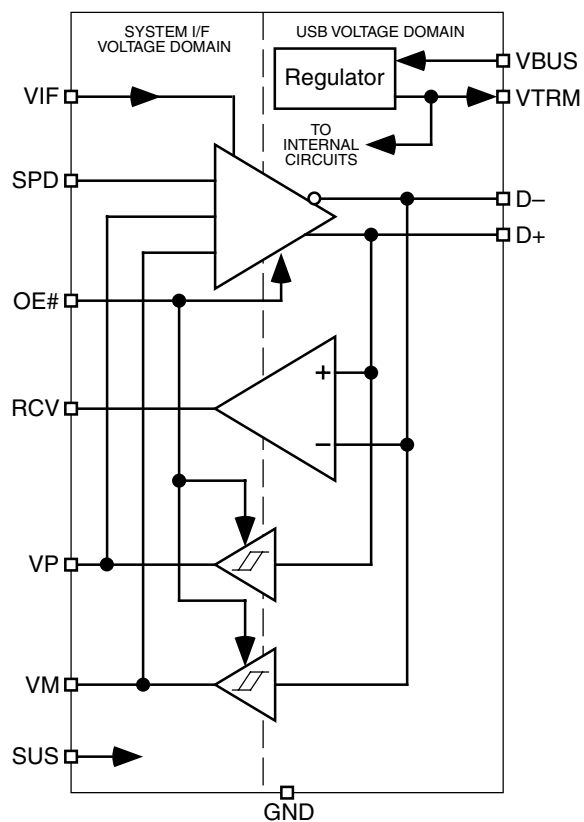 SYSTEM I/F
VOLTAGE DOMAIN
USB VOLTAGE DOMAIN
Regulator
VBUS
VTRM
TO
INTERNAL
CIRCUITS
VIF
SPD
D–
D+
OE#
+
RCV
–
VP
VM
SUS
GND